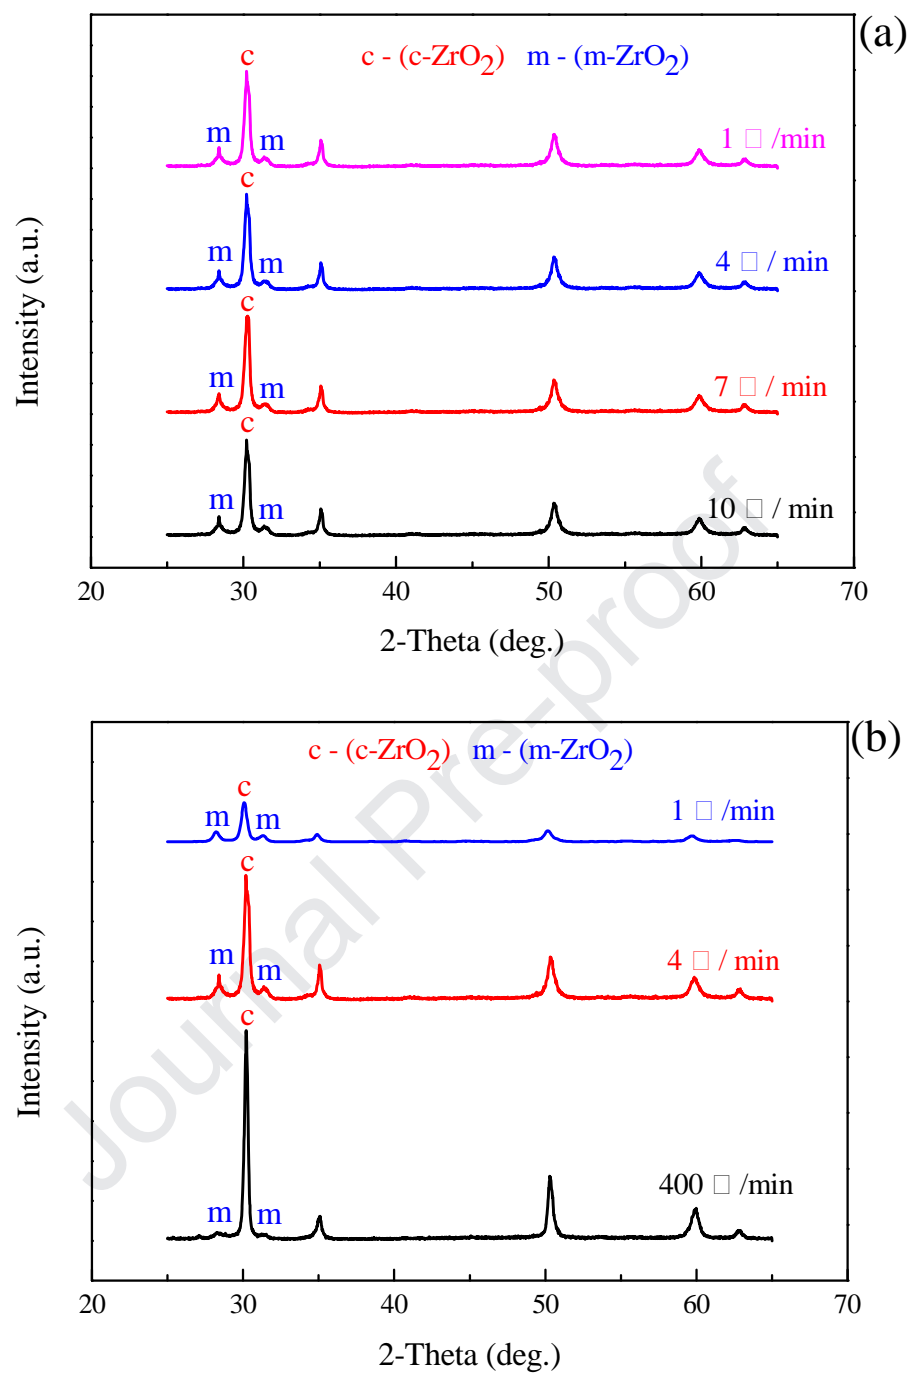 (a)
c - (c-ZrO2) m - (m-ZrO2)
c
m m
1 □ /min
c
m m
4 □ / min
c
m m
7 □ / min
c
m m
10 □ / min
Intensity (a.u.)
20 30 40 50 60 70
2-Theta (deg.)
(b)
c - (c-ZrO2) m - (m-ZrO2)
c
m m
1 □ /min
c
m m
4 □ / min
c
m m
400 □ /min
Intensity (a.u.)
20 30 40 50 60 70
2-Theta (deg.)
Journal Pre-proof